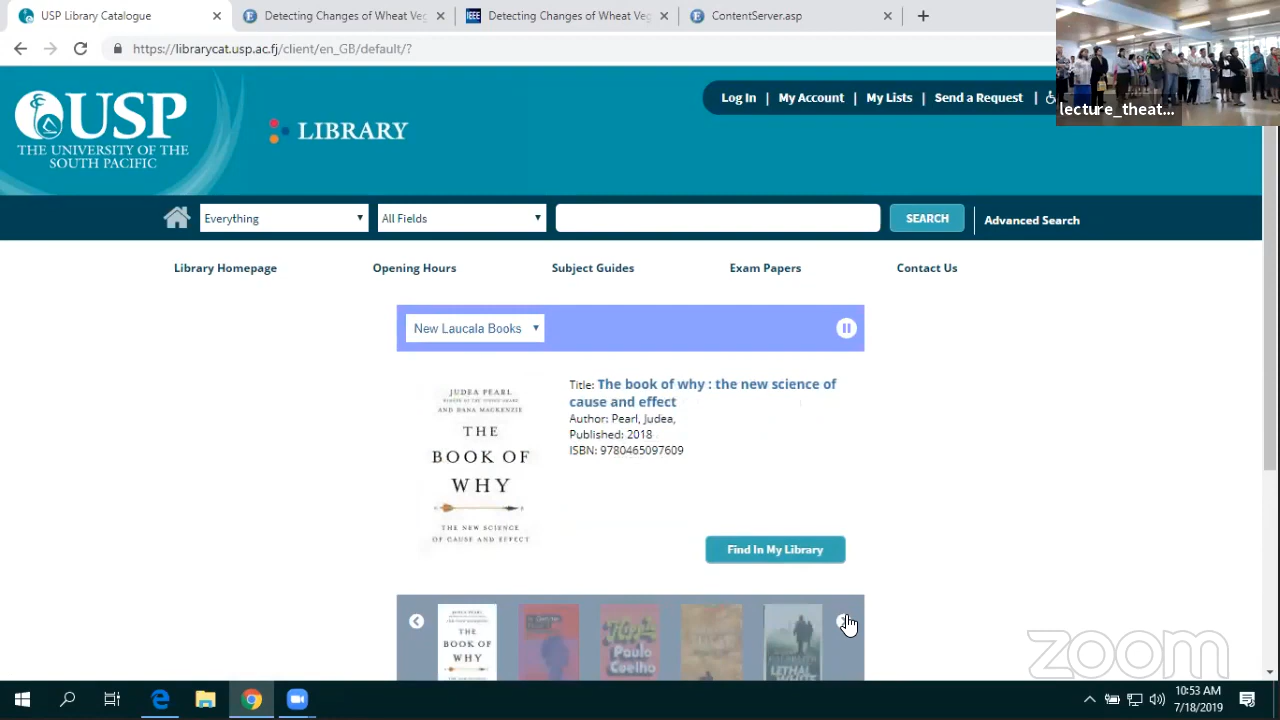 USP Library Catalogue
Detecting Changes of Wheat Veg
IEEE
Detecting Changes of Wheat Ve
ContentServer.asp
https://librarycat.usp.ac.fj/client/en_GB/default/?
USP
THE UNIVERSITY OF THE
SOUTH PACIFIC
LIBRARY
Log In | My Account | My Lists | Send a Request |
lecture_theat...
Everything
All Fields
SEARCH
Advanced Search
Library Homepage
Opening Hours
Subject Guides
Exam Papers
Contact Us
New Laucala Books
JUDEA PEARL
AND DANA MACKENZIE
THE
BOOK OF
WHY
THE NEW SCIENCE
OF CAUSE AND EFFECT
Title: The book of why : the new science of
cause and effect
Author: Pearl, Judea,
Published: 2018
ISBN: 9780465097609
Find In My Library
THE
BOOK OF
WHY
Paulo
Coelho
LETHAL
zoom
10:53 AM
7/18/2019